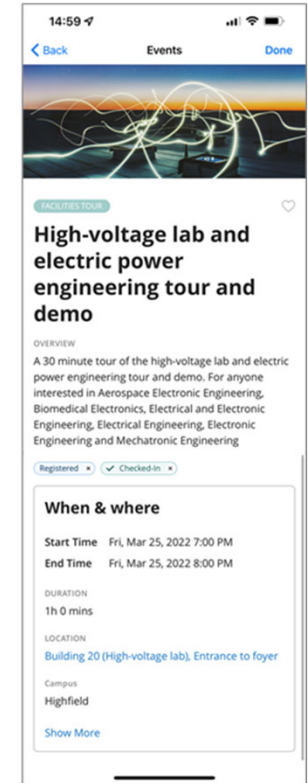 14:59
Back
Events
Done
FACILITIES TOUR
High-voltage lab and
electric power
engineering tour and
demo
OVERVIEW
A 30 minute tour of the high-voltage lab and electric
power engineering tour and demo. For anyone
interested in Aerospace Electronic Engineering,
Biomedical Electronics, Electrical and Electronic
Engineering, Electrical Engineering, Electronic
Engineering and Mechatronic Engineering
Registered ×
✓ Checked-In ×
When & where
Start Time Fri, Mar 25, 2022 7:00 PM
End Time Fri, Mar 25, 2022 8:00 PM
DURATION
1h 0 mins
LOCATION
Building 20 (High-voltage lab), Entrance to foyer
Campus
Highfield
Show More